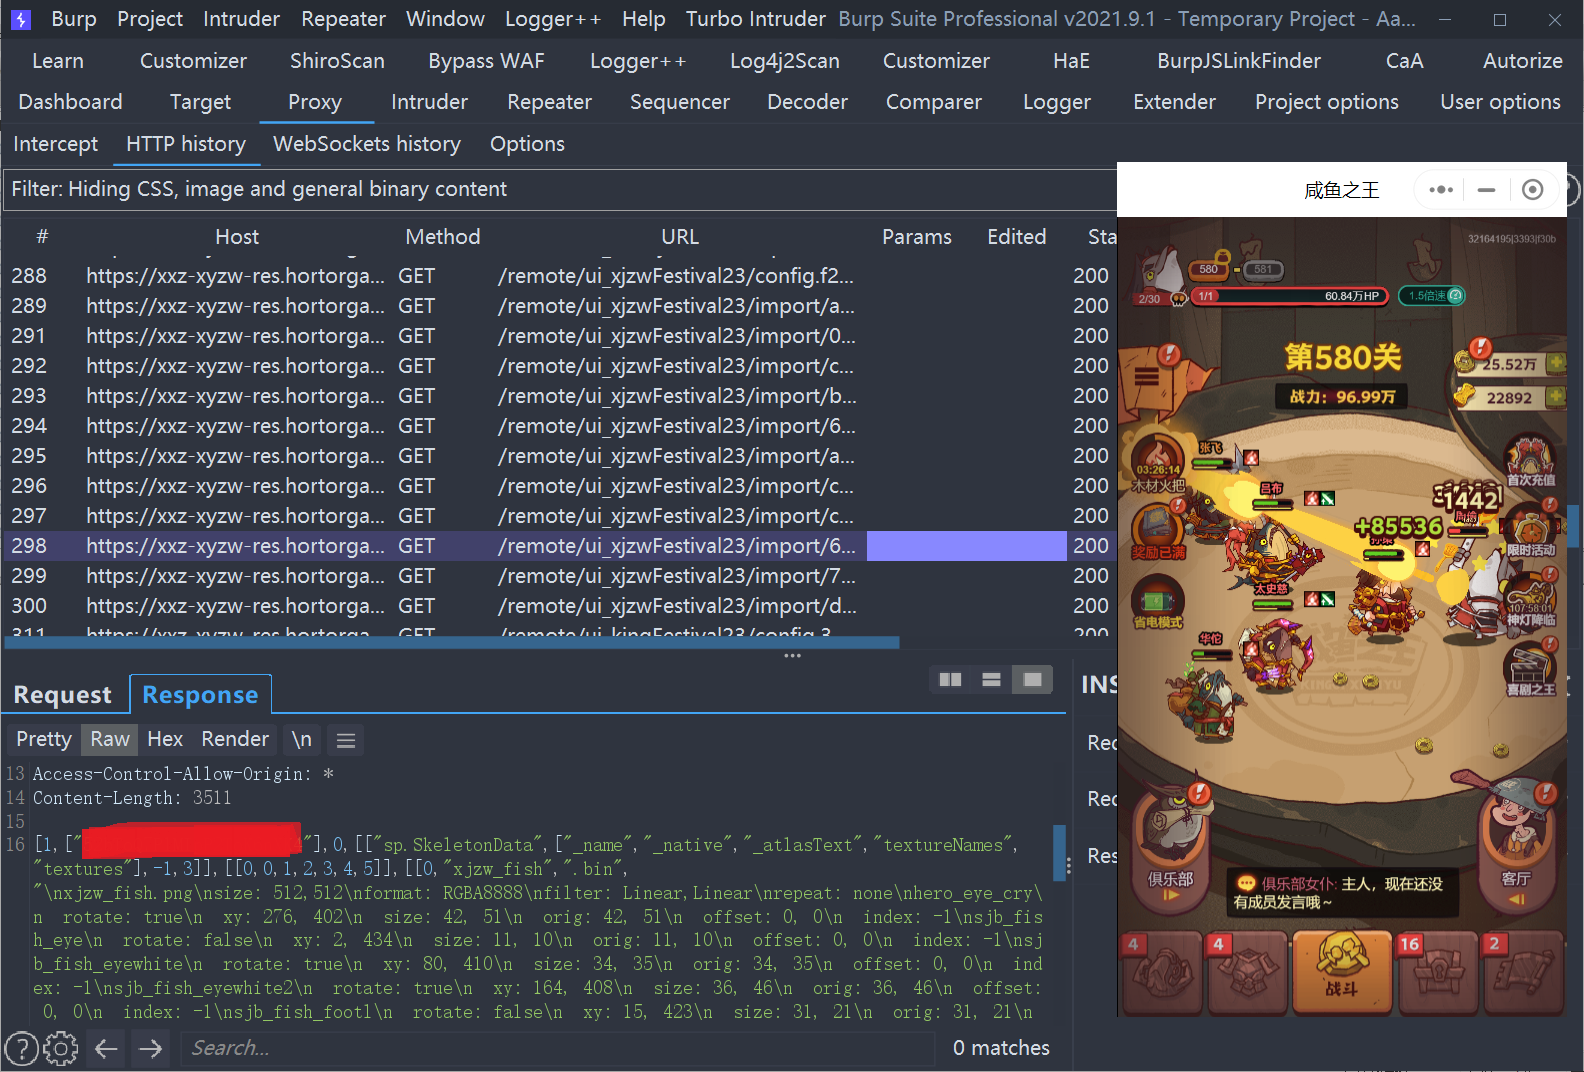 Burp Project Intruder Repeater Window Logger++ Help Turbo Intruder Burp Suite Professional v2021.9.1 - Temporary Project - Aa...
Learn Customizer ShiroScan Bypass WAF Logger++ Log4j2Scan Customizer HaE BurpJSLinkFinder CaA Autorize
Dashboard Target Proxy Intruder Repeater Sequencer Decoder Comparer Logger Extender Project options User options
Intercept HTTP history WebSockets history Options
Filter: Hiding CSS, image and general binary content
# Host Method URL Params Edited Sta
288 https://xxz-xyzw-res.hortorga... GET /remote/ui_xjzwFestival23/config.f2... 200
289 https://xxz-xyzw-res.hortorga... GET /remote/ui_xjzwFestival23/import/a... 200
291 https://xxz-xyzw-res.hortorga... GET /remote/ui_xjzwFestival23/import/0... 200
292 https://xxz-xyzw-res.hortorga... GET /remote/ui_xjzwFestival23/import/c... 200
293 https://xxz-xyzw-res.hortorga... GET /remote/ui_xjzwFestival23/import/b... 200
294 https://xxz-xyzw-res.hortorga... GET /remote/ui_xjzwFestival23/import/6... 200
295 https://xxz-xyzw-res.hortorga... GET /remote/ui_xjzwFestival23/import/a... 200
296 https://xxz-xyzw-res.hortorga... GET /remote/ui_xjzwFestival23/import/c... 200
297 https://xxz-xyzw-res.hortorga... GET /remote/ui_xjzwFestival23/import/c... 200
298 https://xxz-xyzw-res.hortorga... GET /remote/ui_xjzwFestival23/import/6... 200
299 https://xxz-xyzw-res.hortorga... GET /remote/ui_xjzwFestival23/import/7... 200
300 https://xxz-xyzw-res.hortorga... GET /remote/ui_xjzwFestival23/import/d... 200
311 https://xxz-xyzw-res.hortorga... GET /remote/ui_kingFestival23/config.3... 200
Request Response
INS
Pretty Raw Hex Render \n
Rec
Rec
Res
13 Access-Control-Allow-Origin: *
14 Content-Length: 3511
15
16 [1,[" "],0,[["sp.SkeletonData",["_name","_native","_atlasText","textureNames",
"textures"],-1,3]],[[0,0,1,2,3,4,5]],[[0,"xjzw_fish",".bin",
"\nxjzw_fish.png\nsize: 512,512\nformat: RGBA8888\nfilter: Linear,Linear\nrepeat: none\nhero_eye_cry\
n rotate: true\n xy: 276, 402\n size: 42, 51\n orig: 42, 51\n offset: 0, 0\n index: -1\nsjb_fis
h_eye\n rotate: false\n xy: 2, 434\n size: 11, 10\n orig: 11, 10\n offset: 0, 0\n index: -1\nsj
b_fish_eyewhite\n rotate: true\n xy: 80, 410\n size: 34, 35\n orig: 34, 35\n offset: 0, 0\n ind
ex: -1\nsjb_fish_eyewhite2\n rotate: true\n xy: 164, 408\n size: 36, 46\n orig: 36, 46\n offset:
0, 0\n index: -1\nsjb_fish_foot1\n rotate: false\n xy: 15, 423\n size: 31, 21\n orig: 31, 21\n
Search... 0 matches
咸鱼之王
32164195|3393|f30b
580 581
2/30 1/1 60.84万HP 1.5倍速
第580关
25.52万
战力：96.99万
22892
张飞
03:26:14
木材火把
首次充值
吕布
1442
+85536
奖励已满
限时活动
太史慈
107:58:01
省电模式
神灯降临
华佗
喜剧之王
俱乐部
客厅
俱乐部女仆：主人，现在还没
有成员发言哦～
4 4 战斗 16 2